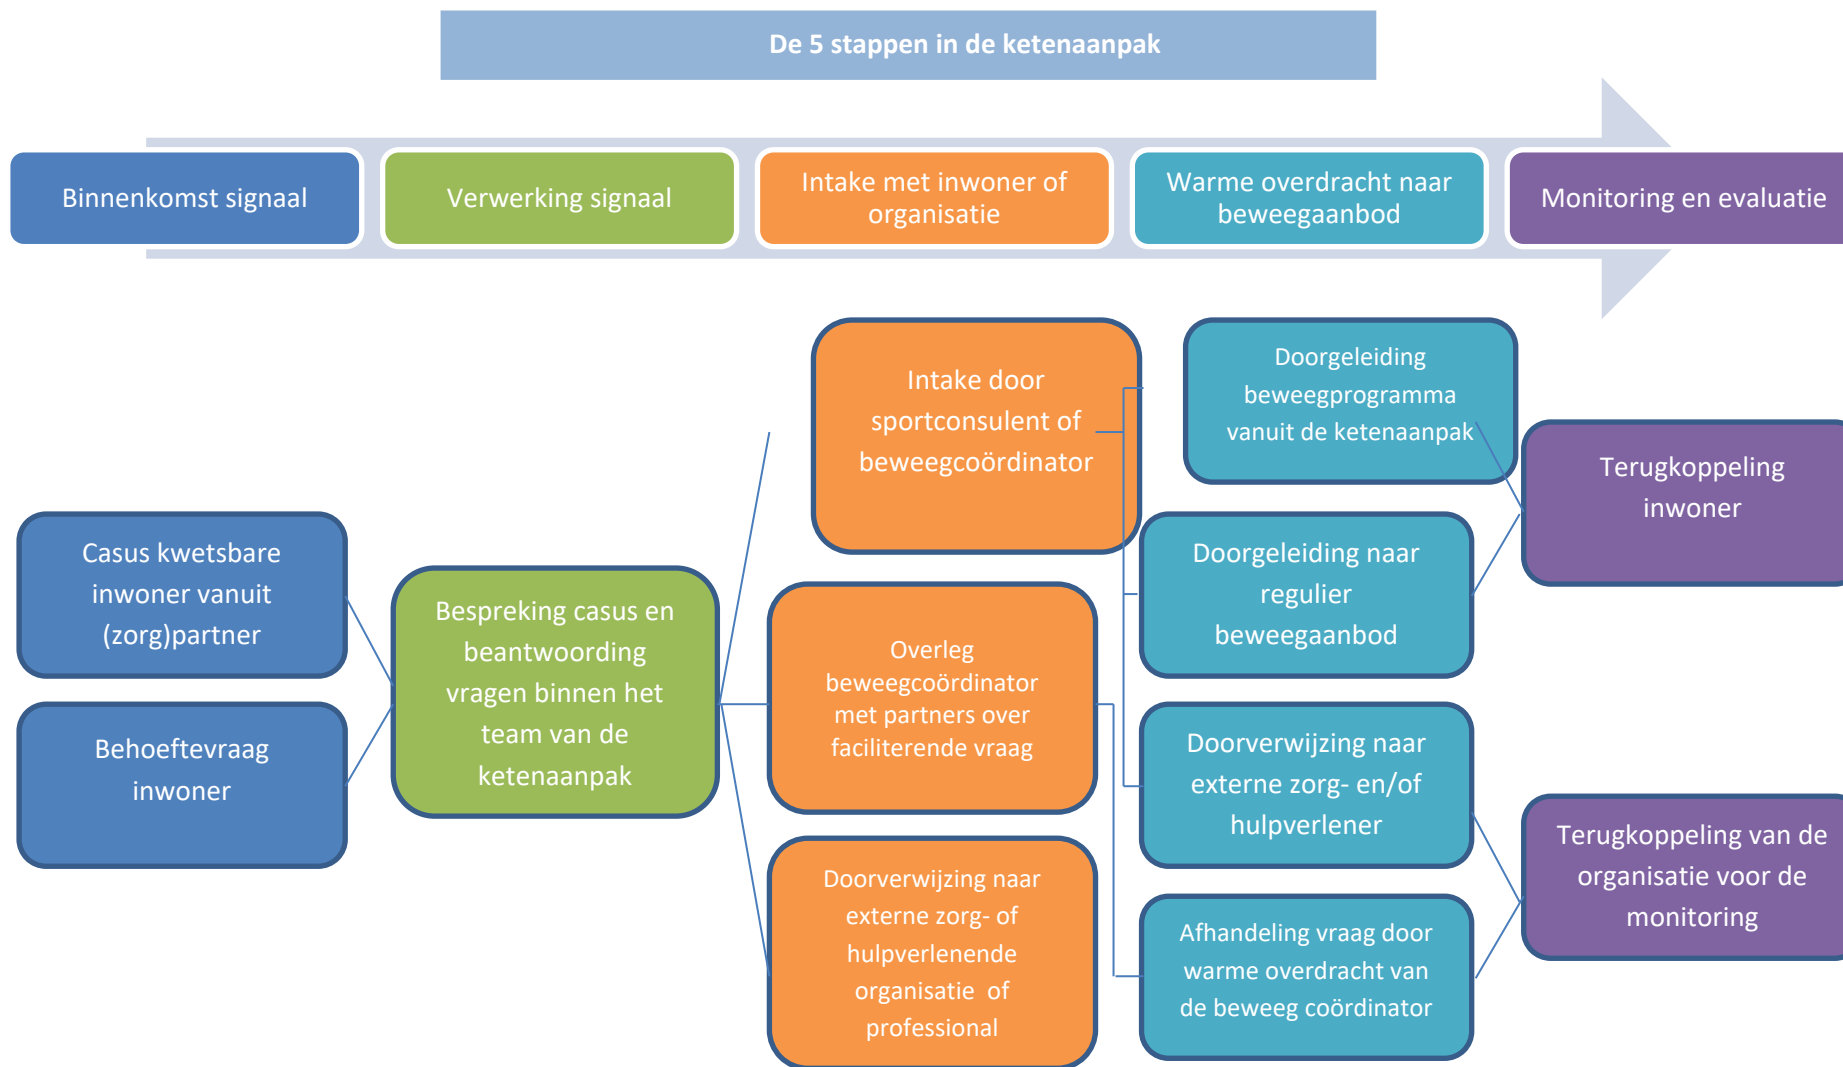 De 5 stappen in de ketenaanpak
Binnenkomst signaal
Verwerking signaal
Intake met inwoner of
organisatie
Warme overdracht naar
beweegaanbod
Monitoring en evaluatie
Casus kwetsbare
inwoner vanuit
(zorg)partner
Behoeftevraag
inwoner
Bespreking casus en
beantwoording
vragen binnen het
team van de
ketenaanpak
Intake door
sportconsulent of
beweegcoördinator
Overleg
beweegcoördinator
met partners over
faciliterende vraag
Doorverwijzing naar
externe zorg- of
hulpverlenende
organisatie of
professional
Doorgeleiding
beweegprogramma
vanuit de ketenaanpak
Doorgeleiding naar
regulier
beweegaanbod
Doorverwijzing naar
externe zorg- en/of
hulpverlener
Afhandeling vraag door
warme overdracht van
de beweeg coördinator
Terugkoppeling
inwoner
Terugkoppeling van de
organisatie voor de
monitoring